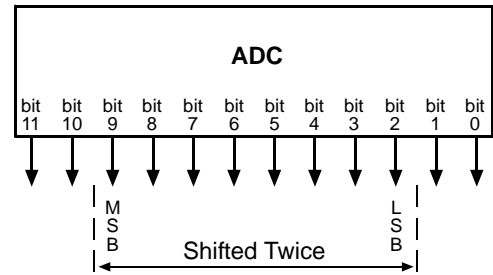 ADC
bit bit bit bit bit bit bit bit bit bit bit bit
11 10 9 8 7 6 5 4 3 2 1 0
MSB LSB
Shifted Twice